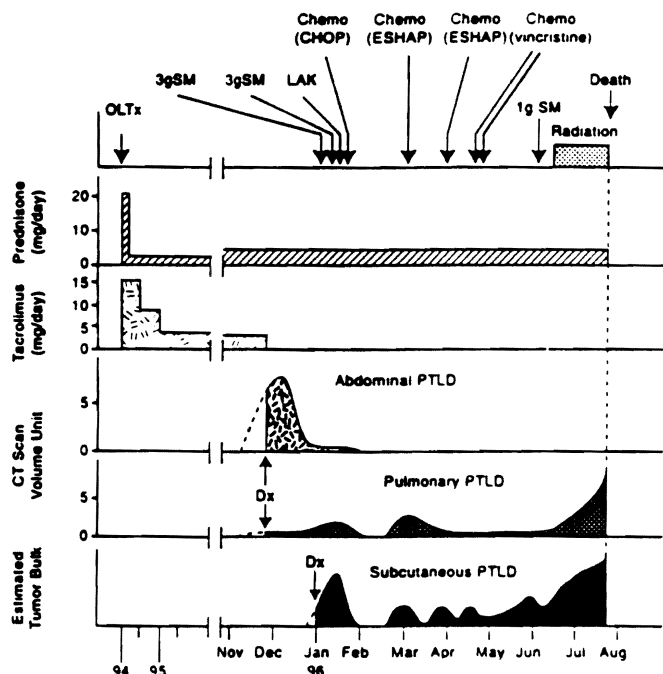 Chemo Chemo Chemo Chemo
(CHOP) (ESHAP) (ESHAP) (vincristine)
3gSM 3gSM LAK Death
OLTx 1g SM
Radiation
Prednisone
(mg/day)
20
10
0
Tacrolimus
(mg/day)
15
10
5
0
Abdominal PTLD
CT Scan
Volume Unit
5
0
Dx
Pulmonary PTLD
5
0
Dx
Estimated
Tumor Bulk
Subcutaneous PTLD
Nov Dec Jan Feb Mar Apr May Jun Jul Aug
94 95 96